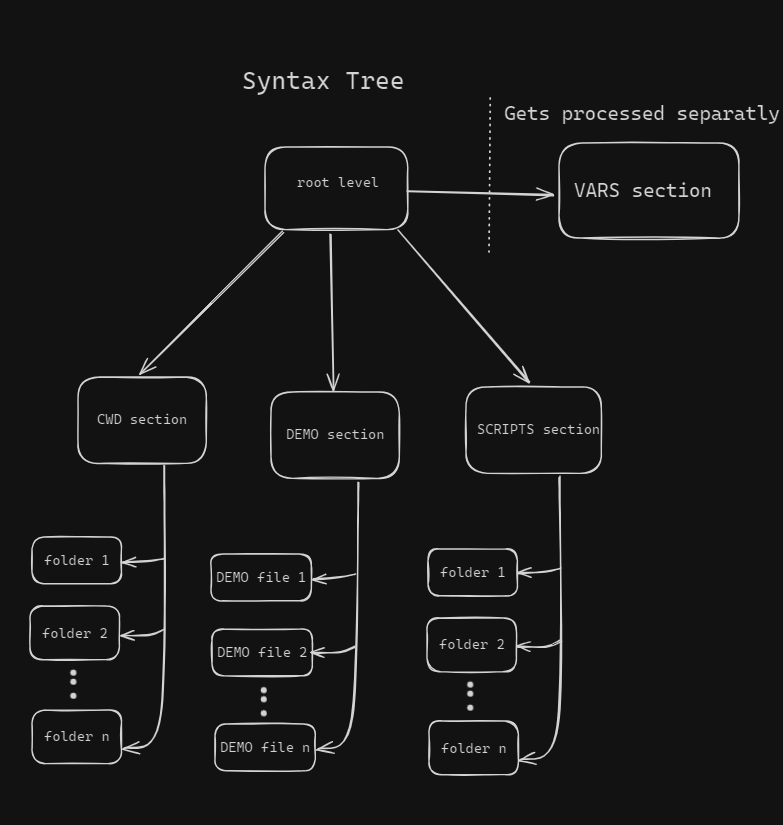 Syntax Tree
Gets processed separatly
root level
VARS section
CWD section
DEMO section
SCRIPTS section
folder 1
folder 2
folder n
DEMO file 1
DEMO file 2
DEMO file n
folder 1
folder 2
folder n